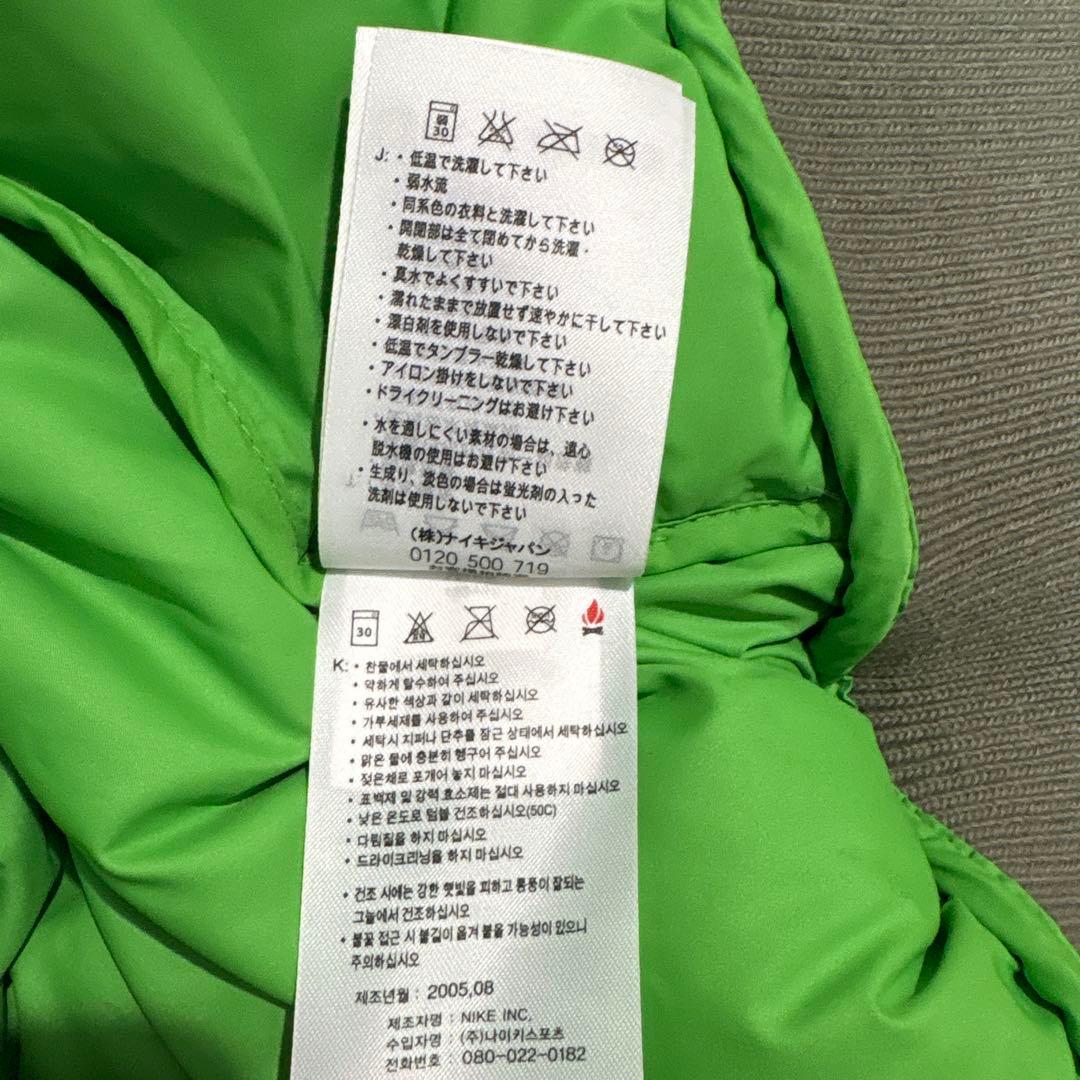 弱
30
J: ・低温で洗濯して下さい
・弱水流
・同系色の衣料と洗濯して下さい
・開閉部は全て閉めてから洗濯・
乾燥して下さい
・真水でよくすすいで下さい
・濡れたままで放置せず速やかに干して下さい
・漂白剤を使用しないで下さい
・低温でタンブラー乾燥して下さい
・アイロン掛けをしないで下さい
・ドライクリーニングはお避け下さい
・水を通しにくい素材の場合は、遠心
脱水機の使用はお避け下さい
・生成り、淡色の場合は蛍光剤の入った
洗剤は使用しないで下さい
(株)ナイキジャパン
0120 500 719
30
K: • 찬물에서 세탁하십시오
• 약하게 탈수하여 주십시오
• 유사한 색상과 같이 세탁하십시오
• 가루세제를 사용하여 주십시오
• 세탁시 지퍼나 단추를 잠근 상태에서 세탁하십시오
• 맑은 물에 충분히 헹구어 주십시오
• 젖은채로 포개어 놓지 마십시오
• 표백제 및 강력 효소제는 절대 사용하지 마십시오
• 낮은 온도로 텀블 건조하십시오(50C)
• 다림질을 하지 마십시오
• 드라이크리닝을 하지 마십시오
• 건조 시에는 강한 햇빛을 피하고 통풍이 잘되는
그늘에서 건조하십시오
• 불꽃 접근 시 불길이 옮겨 붙을 가능성이 있으니
주의하십시오
제조년월 : 2005,08
제조자명 : NIKE INC.
수입자명 : (주)나이키스포츠
전화번호 : 080-022-0182